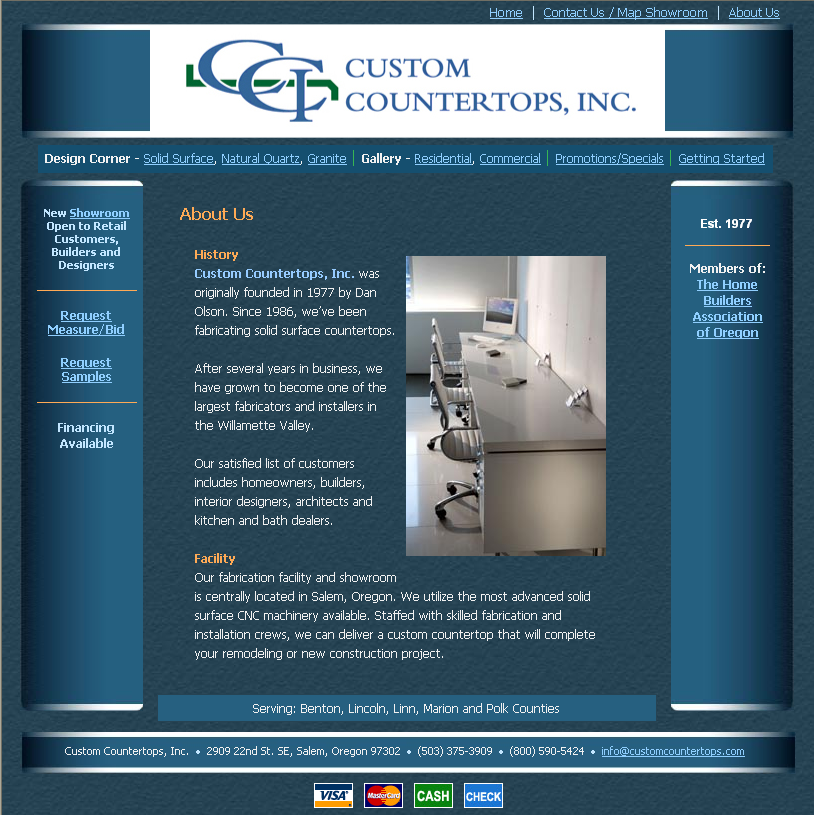 Home | Contact Us / Map Showroom | About Us
CCI CUSTOM
COUNTERTOPS, INC.
Design Corner - Solid Surface, Natural Quartz, Granite | Gallery - Residential, Commercial | Promotions/Specials | Getting Started
New Showroom
Open to Retail
Customers,
Builders and
Designers
Request
Measure/Bid
Request
Samples
Financing
Available
About Us
History
Custom Countertops, Inc. was
originally founded in 1977 by Dan
Olson. Since 1986, we've been
fabricating solid surface countertops.
After several years in business, we
have grown to become one of the
largest fabricators and installers in
the Willamette Valley.
Our satisfied list of customers
includes homeowners, builders,
interior designers, architects and
kitchen and bath dealers.
Facility
Our fabrication facility and showroom
is centrally located in Salem, Oregon. We utilize the most advanced solid
surface CNC machinery available. Staffed with skilled fabrication and
installation crews, we can deliver a custom countertop that will complete
your remodeling or new construction project.
Est. 1977
Members of:
The Home
Builders
Association
of Oregon
Serving: Benton, Lincoln, Linn, Marion and Polk Counties
Custom Countertops, Inc. • 2909 22nd St. SE, Salem, Oregon 97302 • (503) 375-3909 • (800) 590-5424 • info@customcountertops.com
VISA MasterCard CASH CHECK